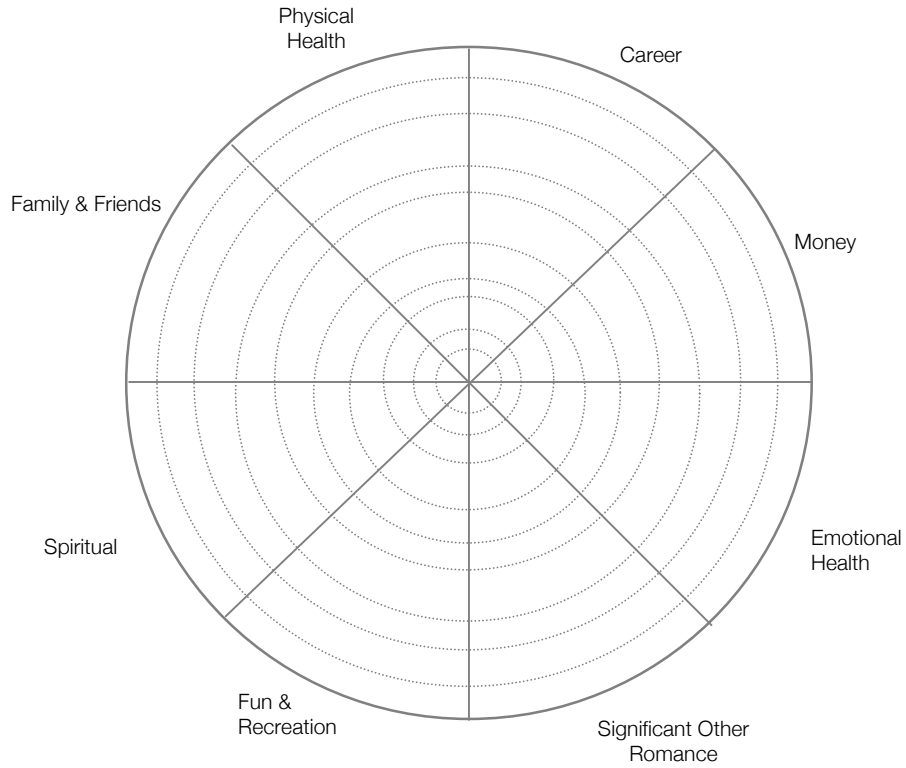 Physical
Health
Career
Family & Friends
Money
Spiritual
Emotional
Health
Fun &
Recreation
Significant Other
Romance